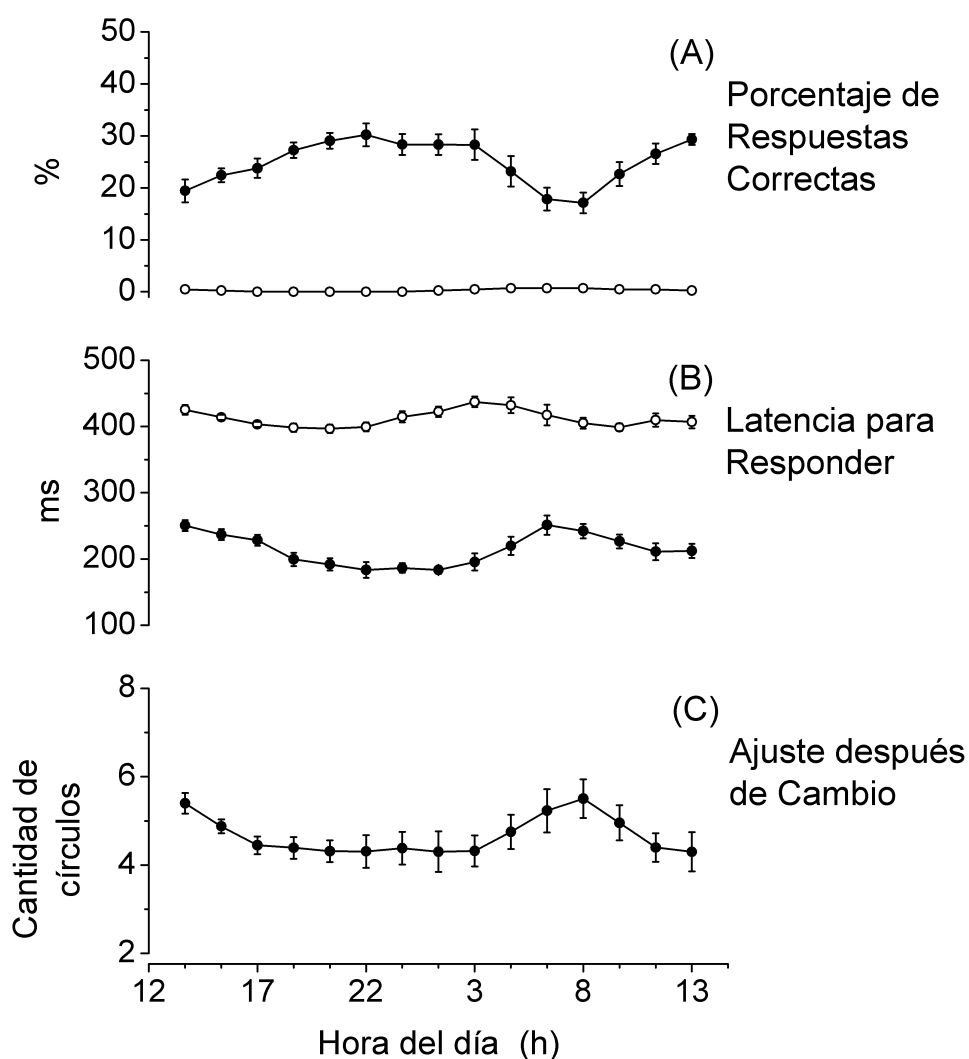 50
40
30
20
10
0
%
(A)
Porcentaje de
Respuestas
Correctas
500
400
300
200
100
ms
(B)
Latencia para
Responder
8
6
4
2
Cantidad de
círculos
(C)
Ajuste después
de Cambio
12 17 22 3 8 13
Hora del día (h)